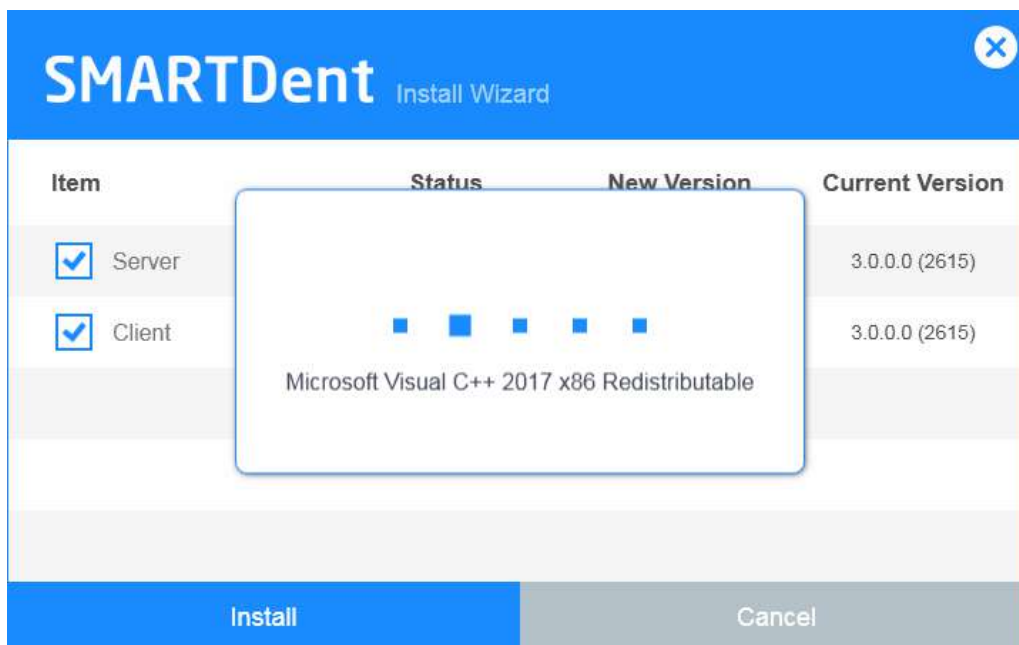 SMARTDent Install Wizard
Item Status New Version Current Version
Server 3.0.0.0 (2615)
Client 3.0.0.0 (2615)
Microsoft Visual C++ 2017 x86 Redistributable
Install Cancel